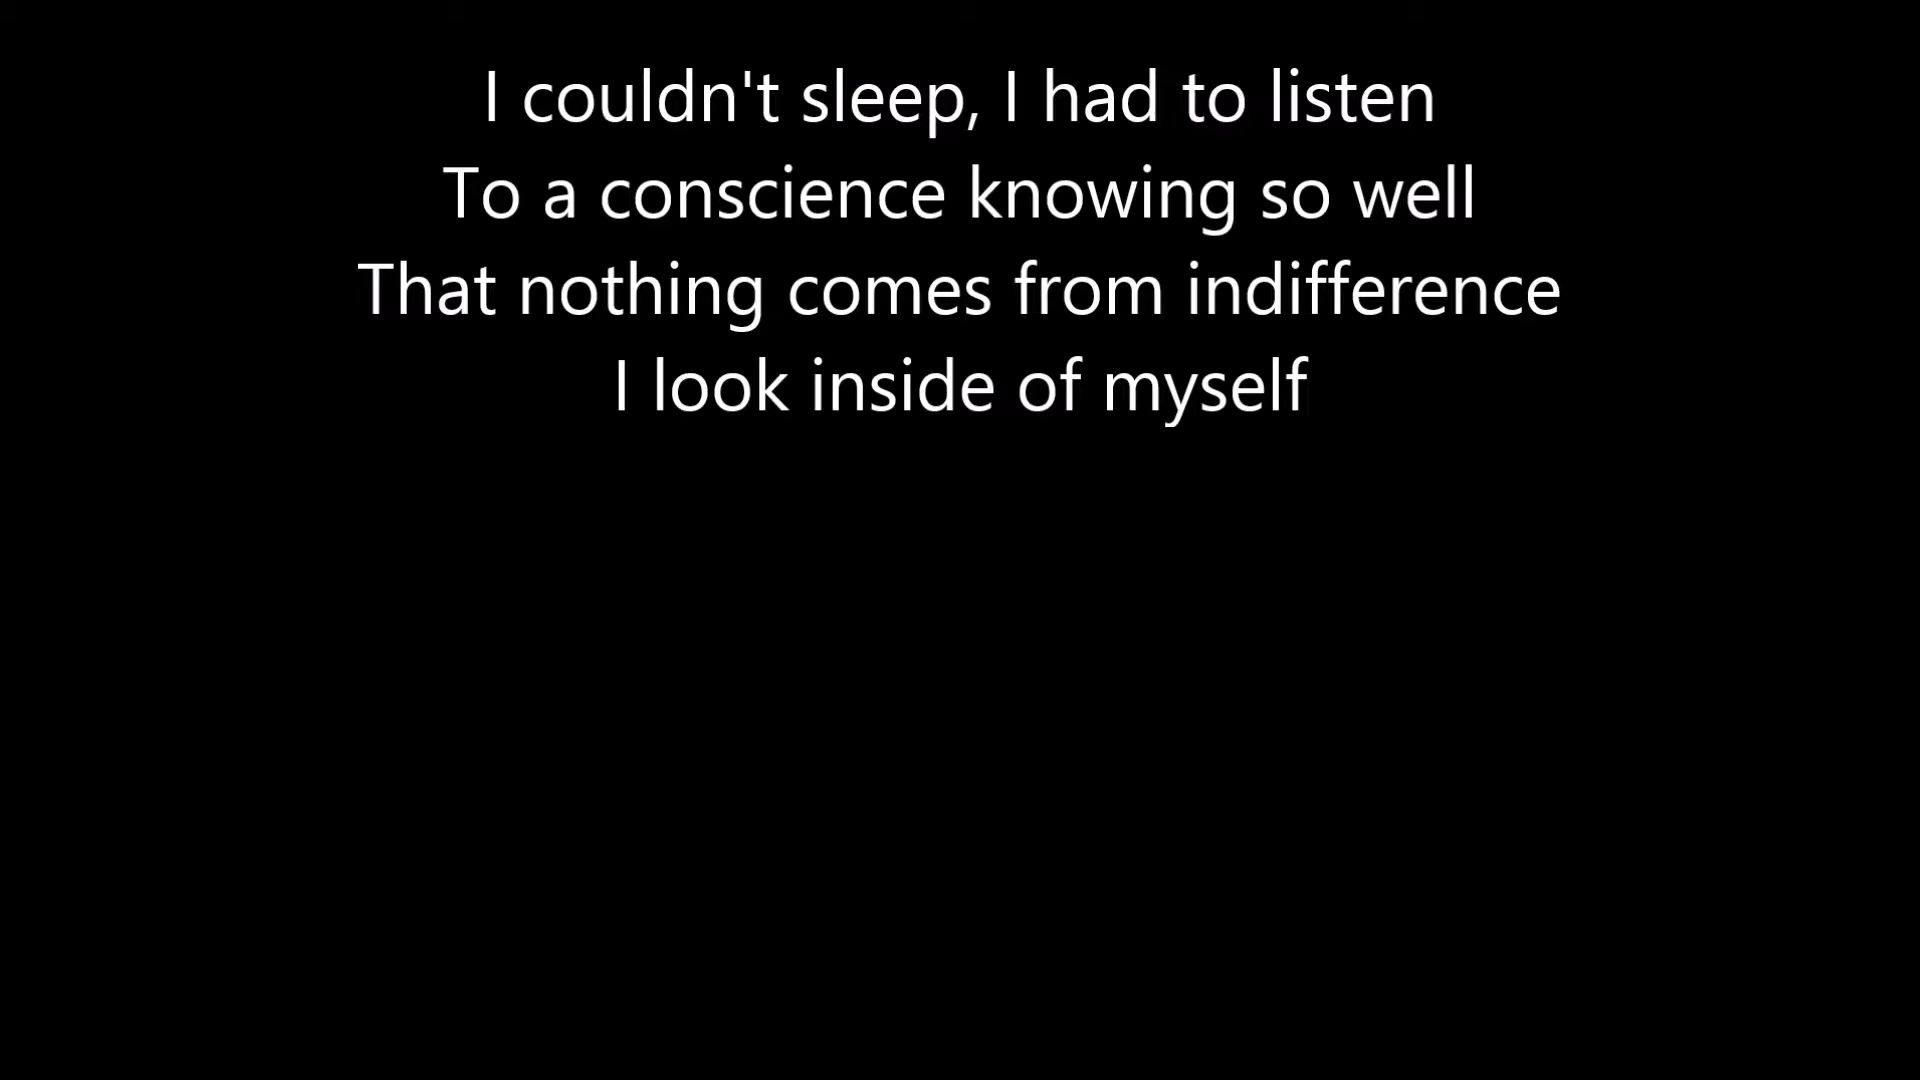 I couldn't sleep, I had to listen
To a conscience knowing so well
That nothing comes from indifference
I look inside of myself